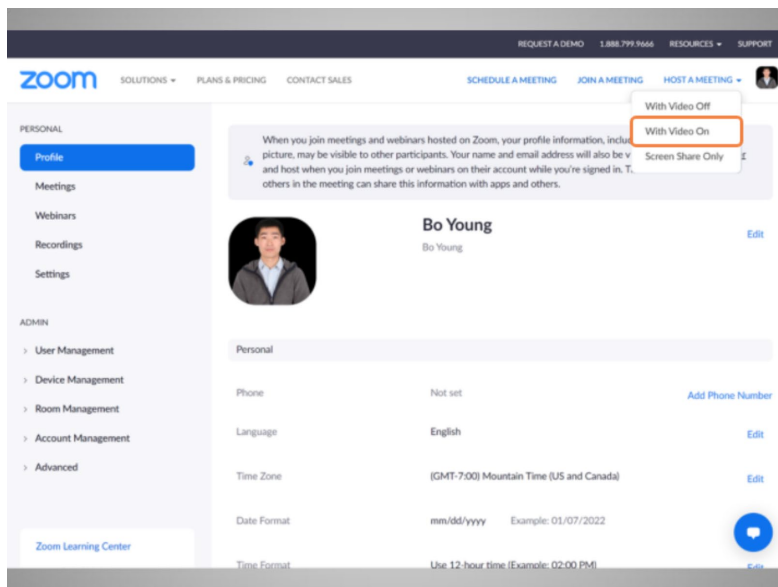 REQUEST A DEMO 1.888.799.9666 RESOURCES SUPPORT
zoom SOLUTIONS PLANS & PRICING CONTACT SALES SCHEDULE A MEETING JOIN A MEETING HOST A MEETING
With Video Off
With Video On
Screen Share Only
PERSONAL
Profile
Meetings
Webinars
Recordings
Settings
ADMIN
User Management
Device Management
Room Management
Account Management
Advanced
Zoom Learning Center
When you join meetings and webinars hosted on Zoom, your profile information,
picture, may be visible to other participants. Your name and email address will also be
and host when you join meetings or webinars on their account while you're signed in.
others in the meeting can share this information with apps and others.
Bo Young
Bo Young Edit
Personal
Phone Not set Add Phone Number
Language English Edit
Time Zone (GMT-7:00) Mountain Time (US and Canada) Edit
Date Format mm/dd/yyyy Example: 01/07/2022
Time Format Use 12-hour time (Example: 02:00 PM) Edit